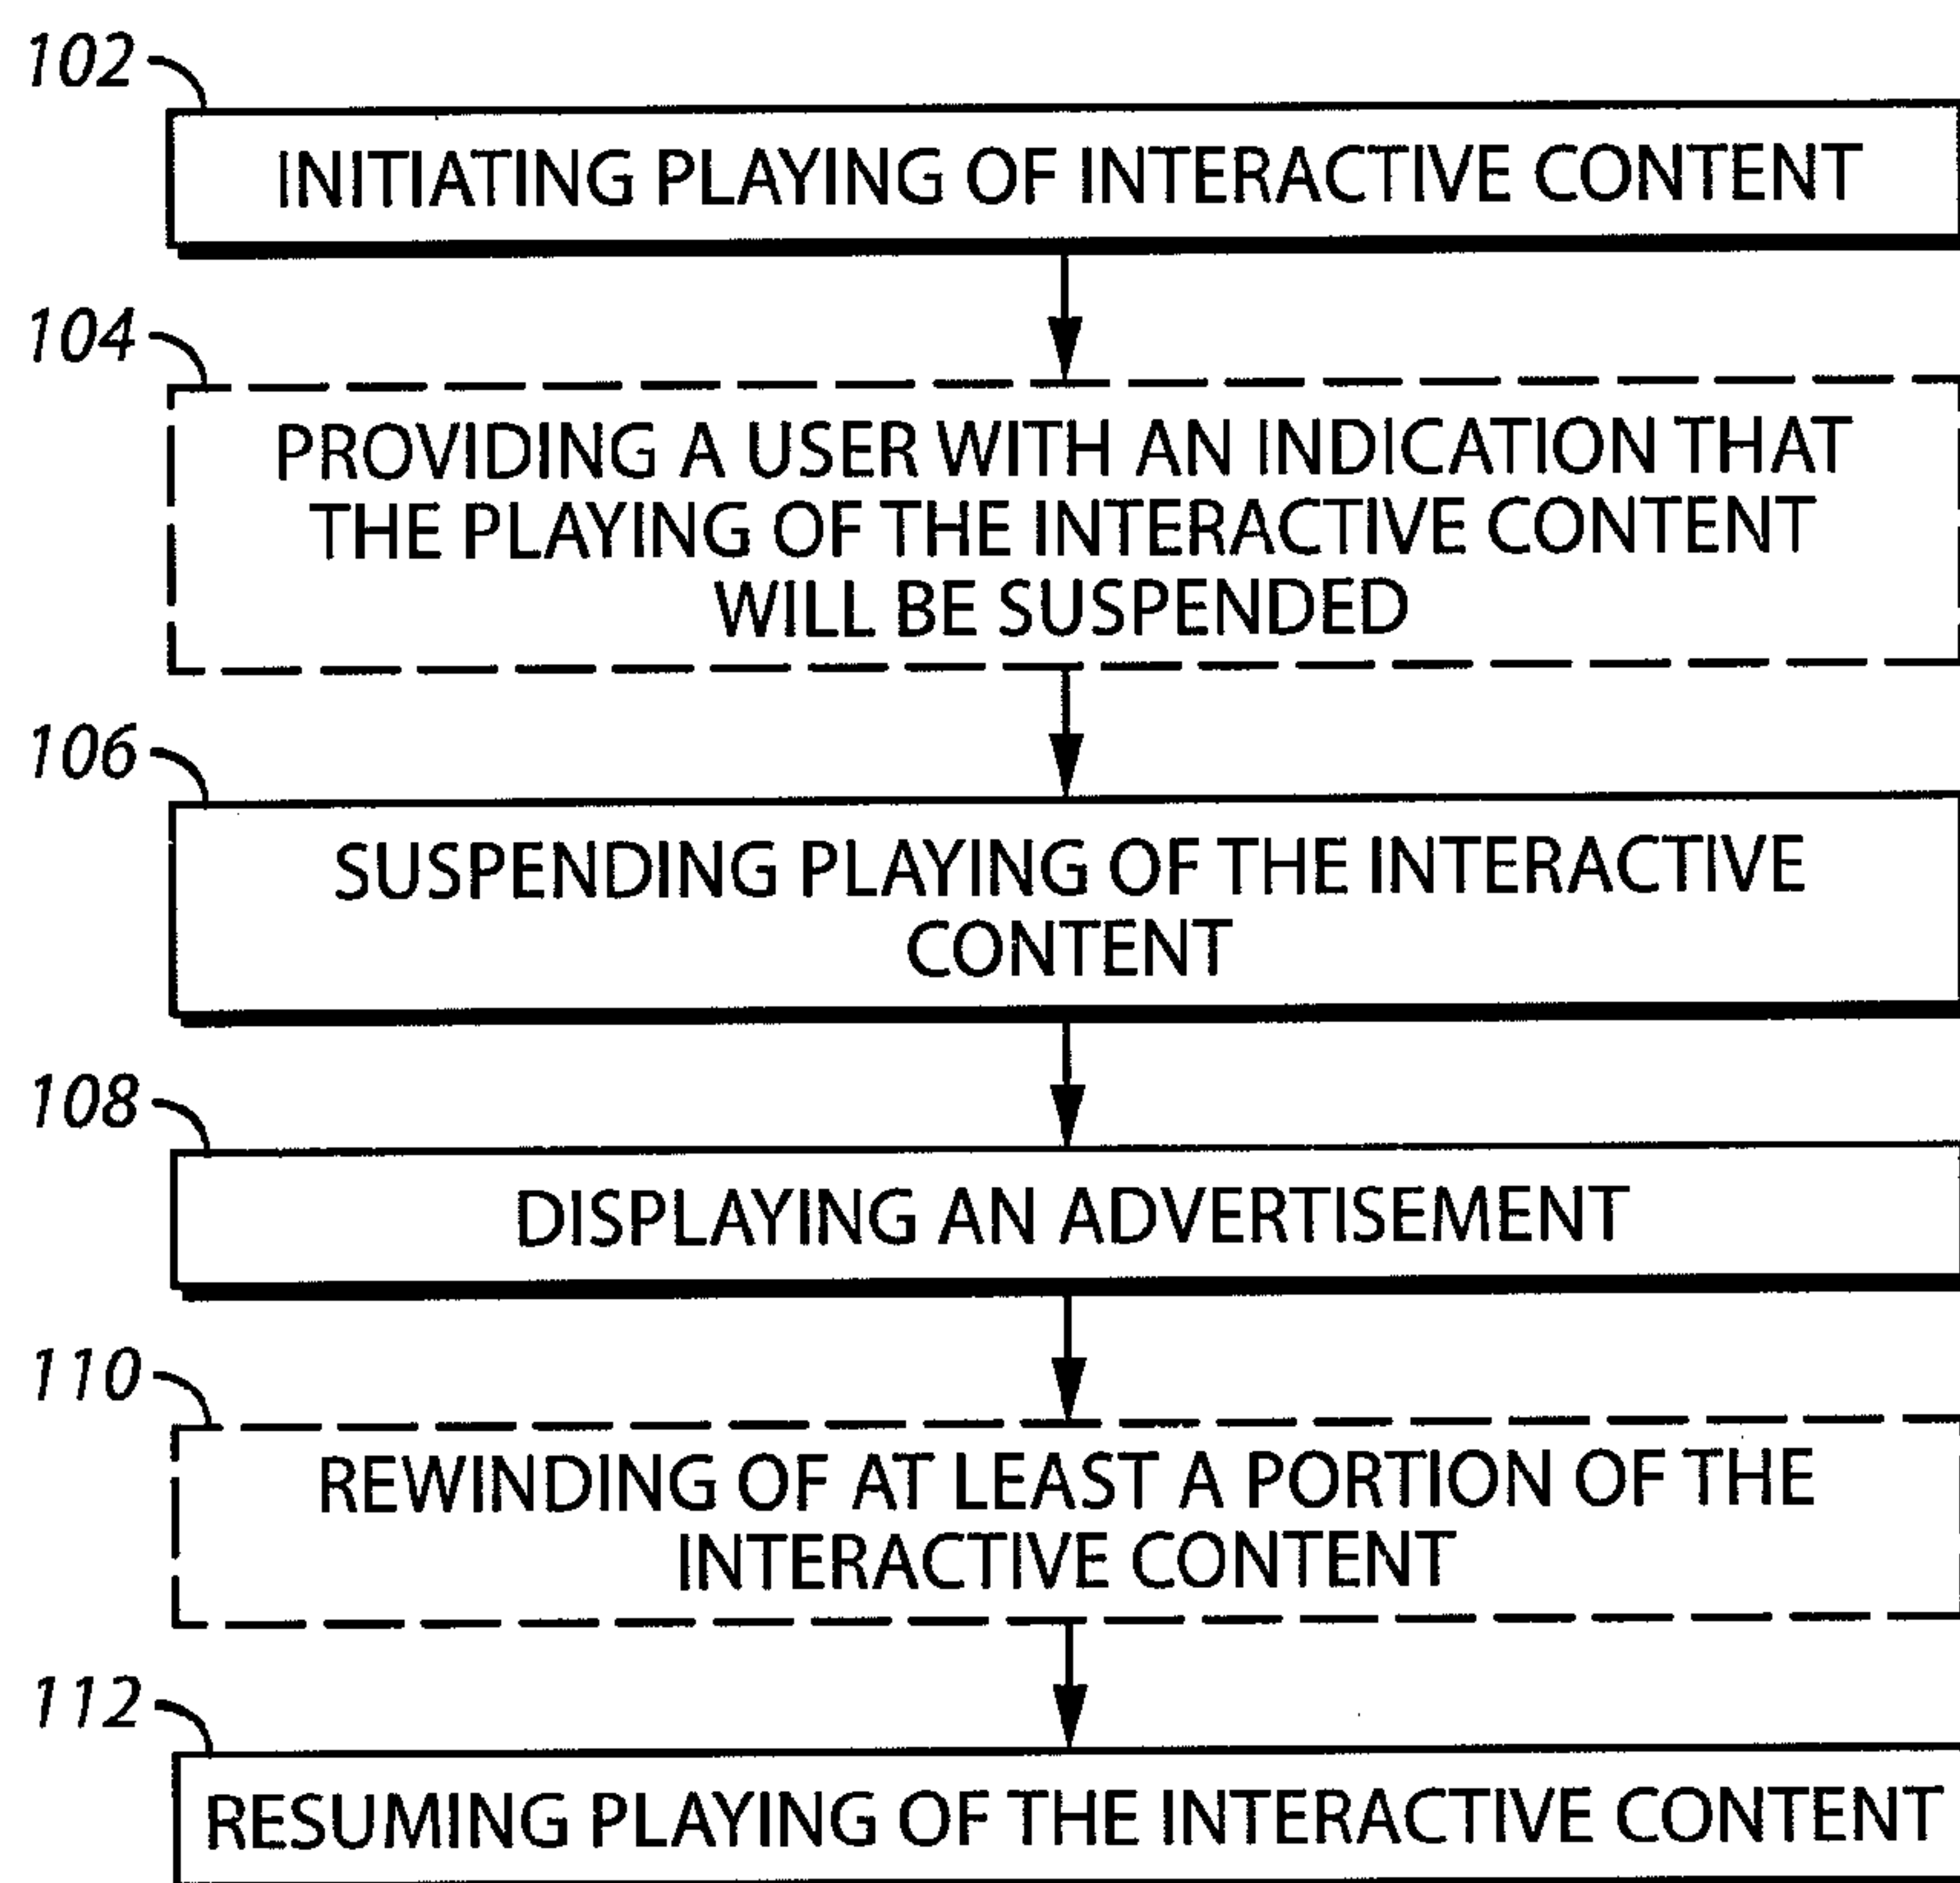 102
INITIATING PLAYING OF INTERACTIVE CONTENT
104
PROVIDING A USER WITH AN INDICATION THAT
THE PLAYING OF THE INTERACTIVE CONTENT
WILL BE SUSPENDED
106
SUSPENDING PLAYING OF THE INTERACTIVE
CONTENT
108
DISPLAYING AN ADVERTISEMENT
110
REWINDING OF AT LEAST A PORTION OF THE
INTERACTIVE CONTENT
112
RESUMING PLAYING OF THE INTERACTIVE CONTENT